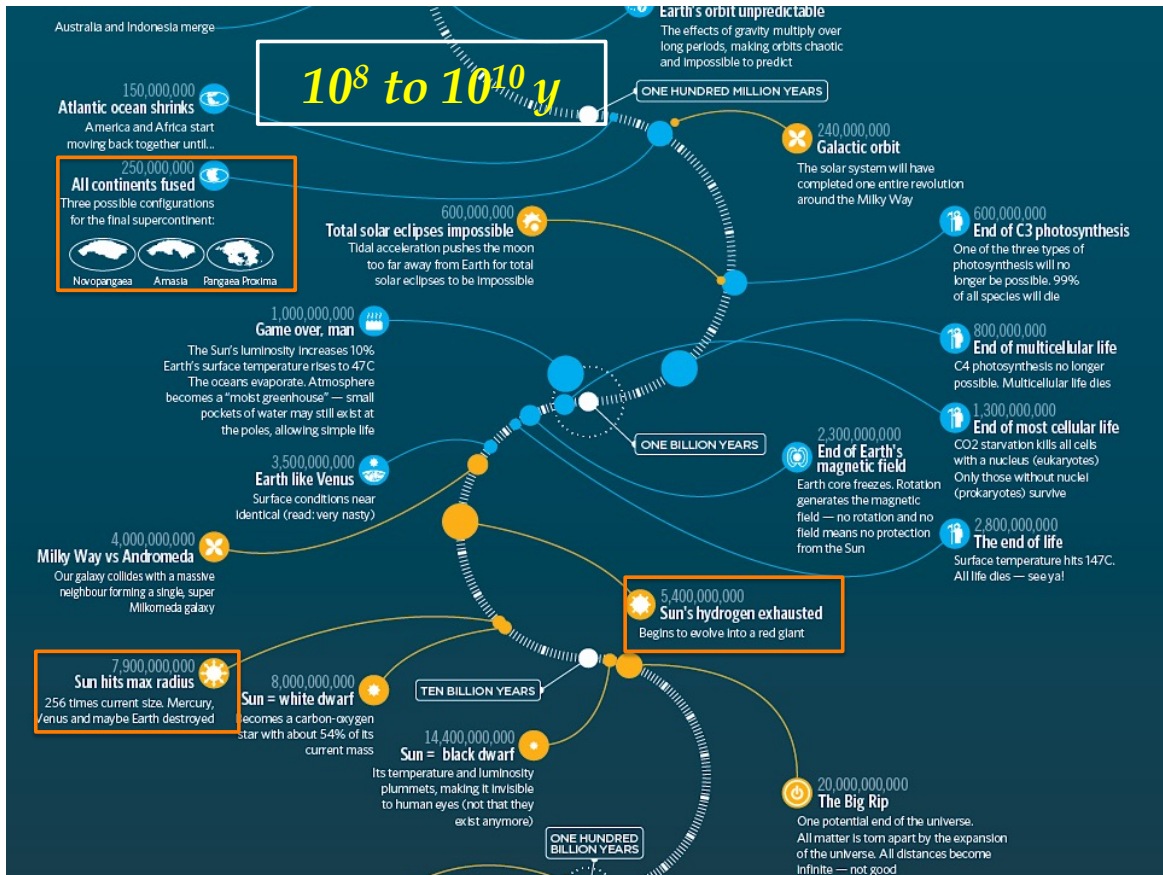 Australia and Indonesia merge
Earth's orbit unpredictable
The effects of gravity multiply over
long periods, making orbits chaotic
and impossible to predict
10⁸ to 10¹⁰ y
ONE HUNDRED MILLION YEARS
150,000,000
Atlantic ocean shrinks
America and Africa start
moving back together until...
240,000,000
Galactic orbit
The solar system will have
completed one entire revolution
around the Milky Way
250,000,000
All continents fused
Three possible configurations
for the final supercontinent:
Novopangaea Amasia Pangaea Proxima
600,000,000
Total solar eclipses impossible
Tidal acceleration pushes the moon
too far away from Earth for total
solar eclipses to be impossible
600,000,000
End of C3 photosynthesis
One of the three types of
photosynthesis will no
longer be possible. 99%
of all species will die
1,000,000,000
Game over, man
The Sun's luminosity increases 10%
Earth's surface temperature rises to 47C
The oceans evaporate. Atmosphere
becomes a "moist greenhouse" — small
pockets of water may still exist at
the poles, allowing simple life
800,000,000
End of multicellular life
C4 photosynthesis no longer
possible. Multicellular life dies
1,300,000,000
End of most cellular life
CO2 starvation kills all cells
with a nucleus (eukaryotes)
Only those without nuclei
(prokaryotes) survive
ONE BILLION YEARS
2,300,000,000
End of Earth's
magnetic field
Earth core freezes. Rotation
generates the magnetic
field — no rotation and no
field means no protection
from the Sun
3,500,000,000
Earth like Venus
Surface conditions near
identical (read: very nasty)
2,800,000,000
The end of life
Surface temperature hits 147C.
All life dies — see ya!
4,000,000,000
Milky Way vs Andromeda
Our galaxy collides with a massive
neighbour forming a single, super
Milkomeda galaxy
5,400,000,000
Sun's hydrogen exhausted
Begins to evolve into a red giant
7,900,000,000
Sun hits max radius
256 times current size. Mercury,
Venus and maybe Earth destroyed
8,000,000,000
Sun = white dwarf
Becomes a carbon-oxygen
star with about 54% of its
current mass
TEN BILLION YEARS
14,400,000,000
Sun = black dwarf
Its temperature and luminosity
plummets, making it invisible
to human eyes (not that they
exist anymore)
20,000,000,000
The Big Rip
One potential end of the universe.
All matter is torn apart by the expansion
of the universe. All distances become
infinite — not good
ONE HUNDRED
BILLION YEARS